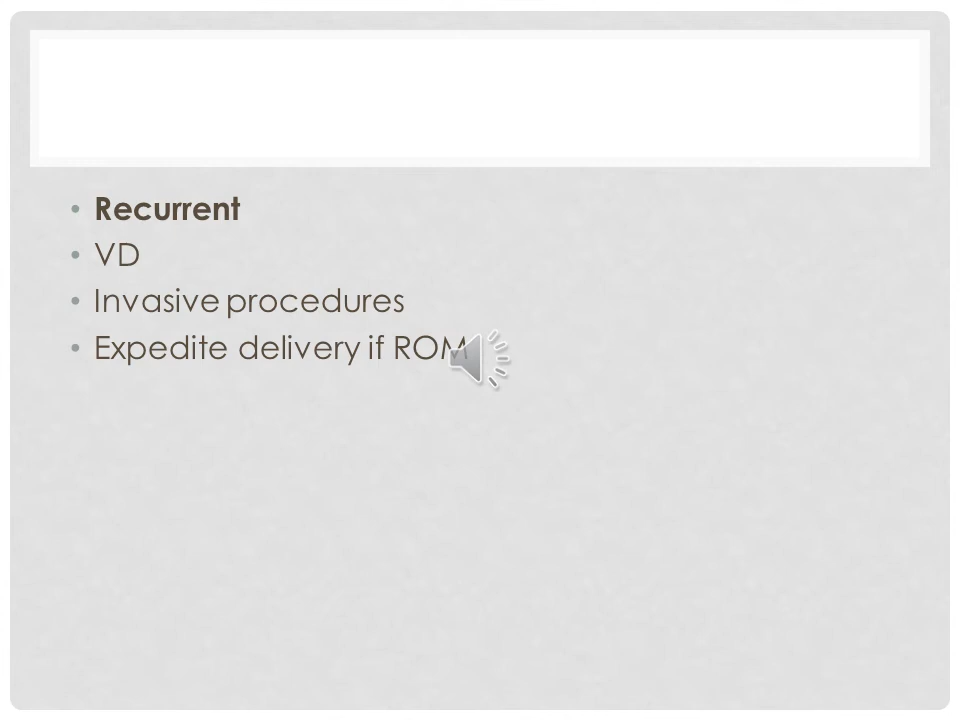 • Recurrent
• VD
• Invasive procedures
• Expedite delivery if ROM